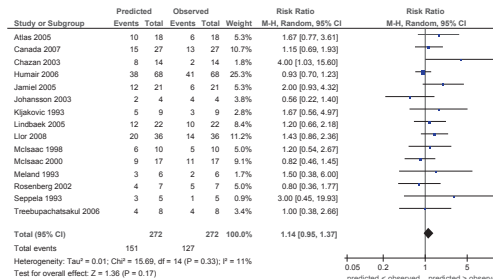 Predicted Observed Risk Ratio Risk Ratio
Study or Subgroup Events Total Events Total Weight M-H, Random, 95% CI M-H, Random, 95% CI
Atlas 2005 10 18 6 18 5.7% 1.67 [0.77, 3.61]
Canada 2007 15 27 13 27 11.7% 1.15 [0.69, 1.93]
Chazan 2003 8 14 2 14 2.1% 4.00 [1.03, 15.60]
Humair 2006 38 68 41 68 25.3% 0.93 [0.70, 1.23]
Jamiel 2005 12 21 6 21 5.6% 2.00 [0.93, 4.32]
Johansson 2003 2 4 4 4 3.9% 0.56 [0.22, 1.40]
Kljakovic 1993 5 9 3 9 2.9% 1.67 [0.56, 4.97]
Lindbaek 2005 12 22 10 22 8.6% 1.20 [0.66, 2.18]
Llor 2008 20 36 14 36 11.7% 1.43 [0.86, 2.36]
McIsaac 1998 6 10 5 10 5.3% 1.20 [0.54, 2.67]
McIsaac 2000 9 17 11 17 9.3% 0.82 [0.46, 1.45]
Meland 1993 3 6 2 6 1.9% 1.50 [0.38, 6.00]
Rosenberg 2002 4 7 5 7 5.7% 0.80 [0.36, 1.77]
Seppela 1993 3 5 1 5 1.1% 3.00 [0.45, 19.93]
Treebupachatsakul 2006 4 8 4 8 3.7% 1.00 [0.38, 2.66]
Total (95% CI) 272 272 100.0% 1.14 [0.95, 1.37]
Total events 151 127
Heterogeneity: Tau² = 0.01; Chi² = 15.69, df = 14 (P = 0.33); I² = 11%
Test for overall effect: Z = 1.36 (P = 0.17)
0.05 0.2 1 5 20
predicted < observed predicted > observed